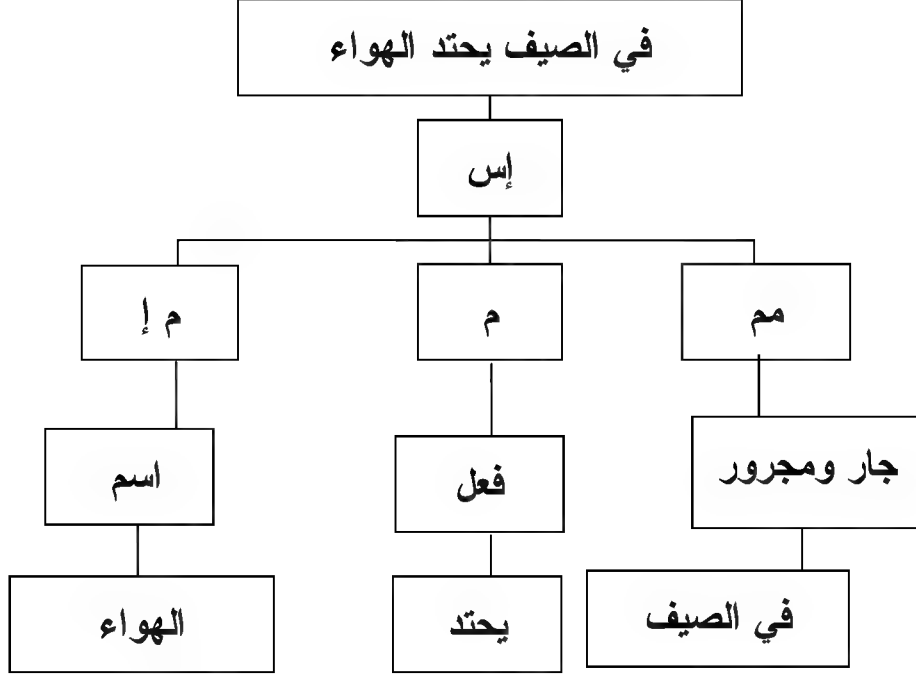 في الصيف يحتد الهواء
إس
مم
م
م إ
جار ومجرور
فعل
اسم
في الصيف
يحتد
الهواء